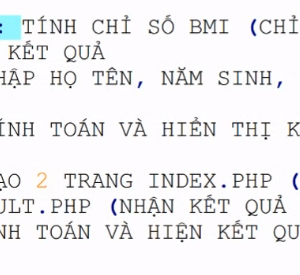 : TÍNH CHỈ SỐ BMI (CHỈ
KẾT QUẢ
HẬP HỌ TÊN, NĂM SINH,
ÍNH TOÁN VÀ HIỂN THỊ K
ẠO 2 TRANG INDEX.PHP (
ULT.PHP (NHẬN KẾT QUẢ
NH TOÁN VÀ HIỆN KẾT QU